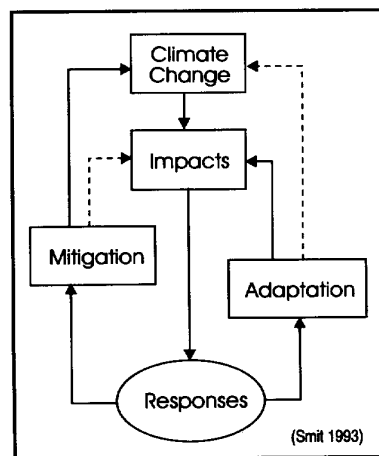 Climate
Change
Impacts
Mitigation
Adaptation
Responses
(Smit 1993)